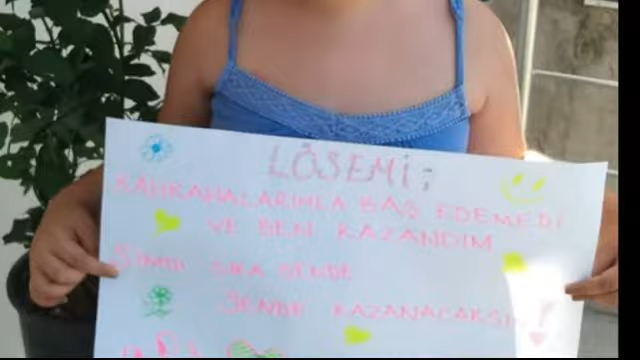 LÖSEMİ;
KAHKAHALARIMLA BAŞ EDEMEDİ
VE BEN KAZANDIM
ŞİMDİ SIRA SENDE
SENDE KAZANACAKSIN!